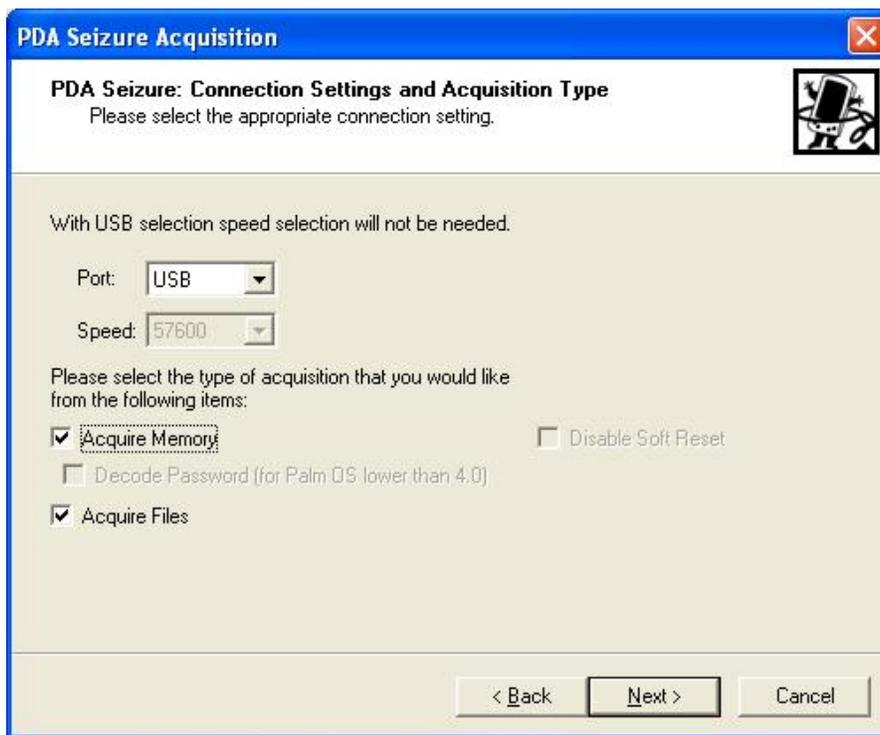 PDA Seizure Acquisition
PDA Seizure: Connection Settings and Acquisition Type
Please select the appropriate connection setting.
With USB selection speed selection will not be needed.
Port: USB
Speed: 57600
Please select the type of acquisition that you would like
from the following items:
Acquire Memory
Disable Soft Reset
Decode Password (for Palm OS lower than 4.0)
Acquire Files
< Back
Next >
Cancel